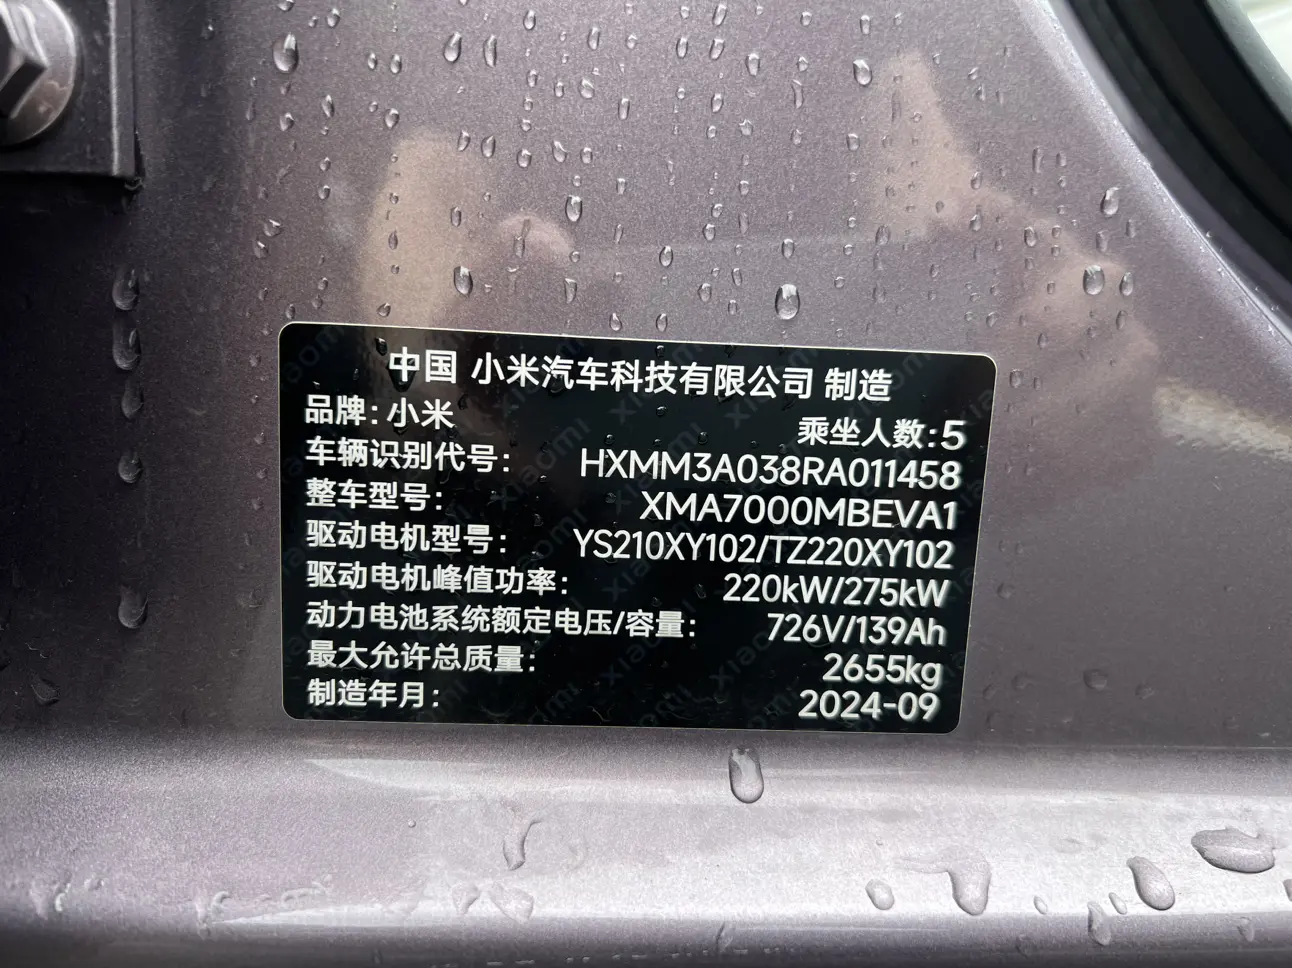 中国 小米汽车科技有限公司 制造
品牌：小米
乘坐人数：5
车辆识别代号： HXMM3A038RA011458
整车型号： XMA7000MBEVA1
驱动电机型号： YS210XY102/TZ220XY102
驱动电机峰值功率： 220kW/275kW
动力电池系统额定电压/容量： 726V/139Ah
最大允许总质量： 2655kg
制造年月： 2024-09